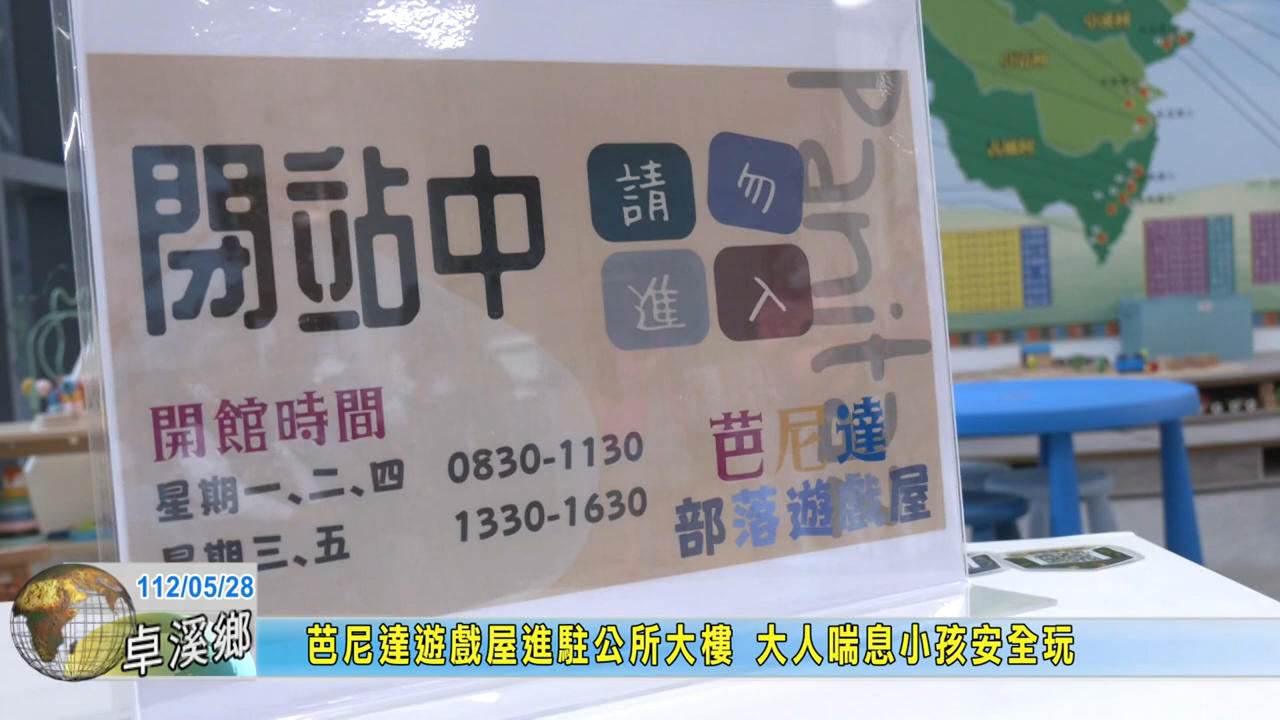 閉站中
請勿
進入
Panita
開館時間
星期一、二、四 0830-1130
星期三、五 1330-1630
芭尼達
部落遊戲屋
112/05/28
卓溪鄉
芭尼達遊戲屋進駐公所大樓 大人喘息小孩安全玩